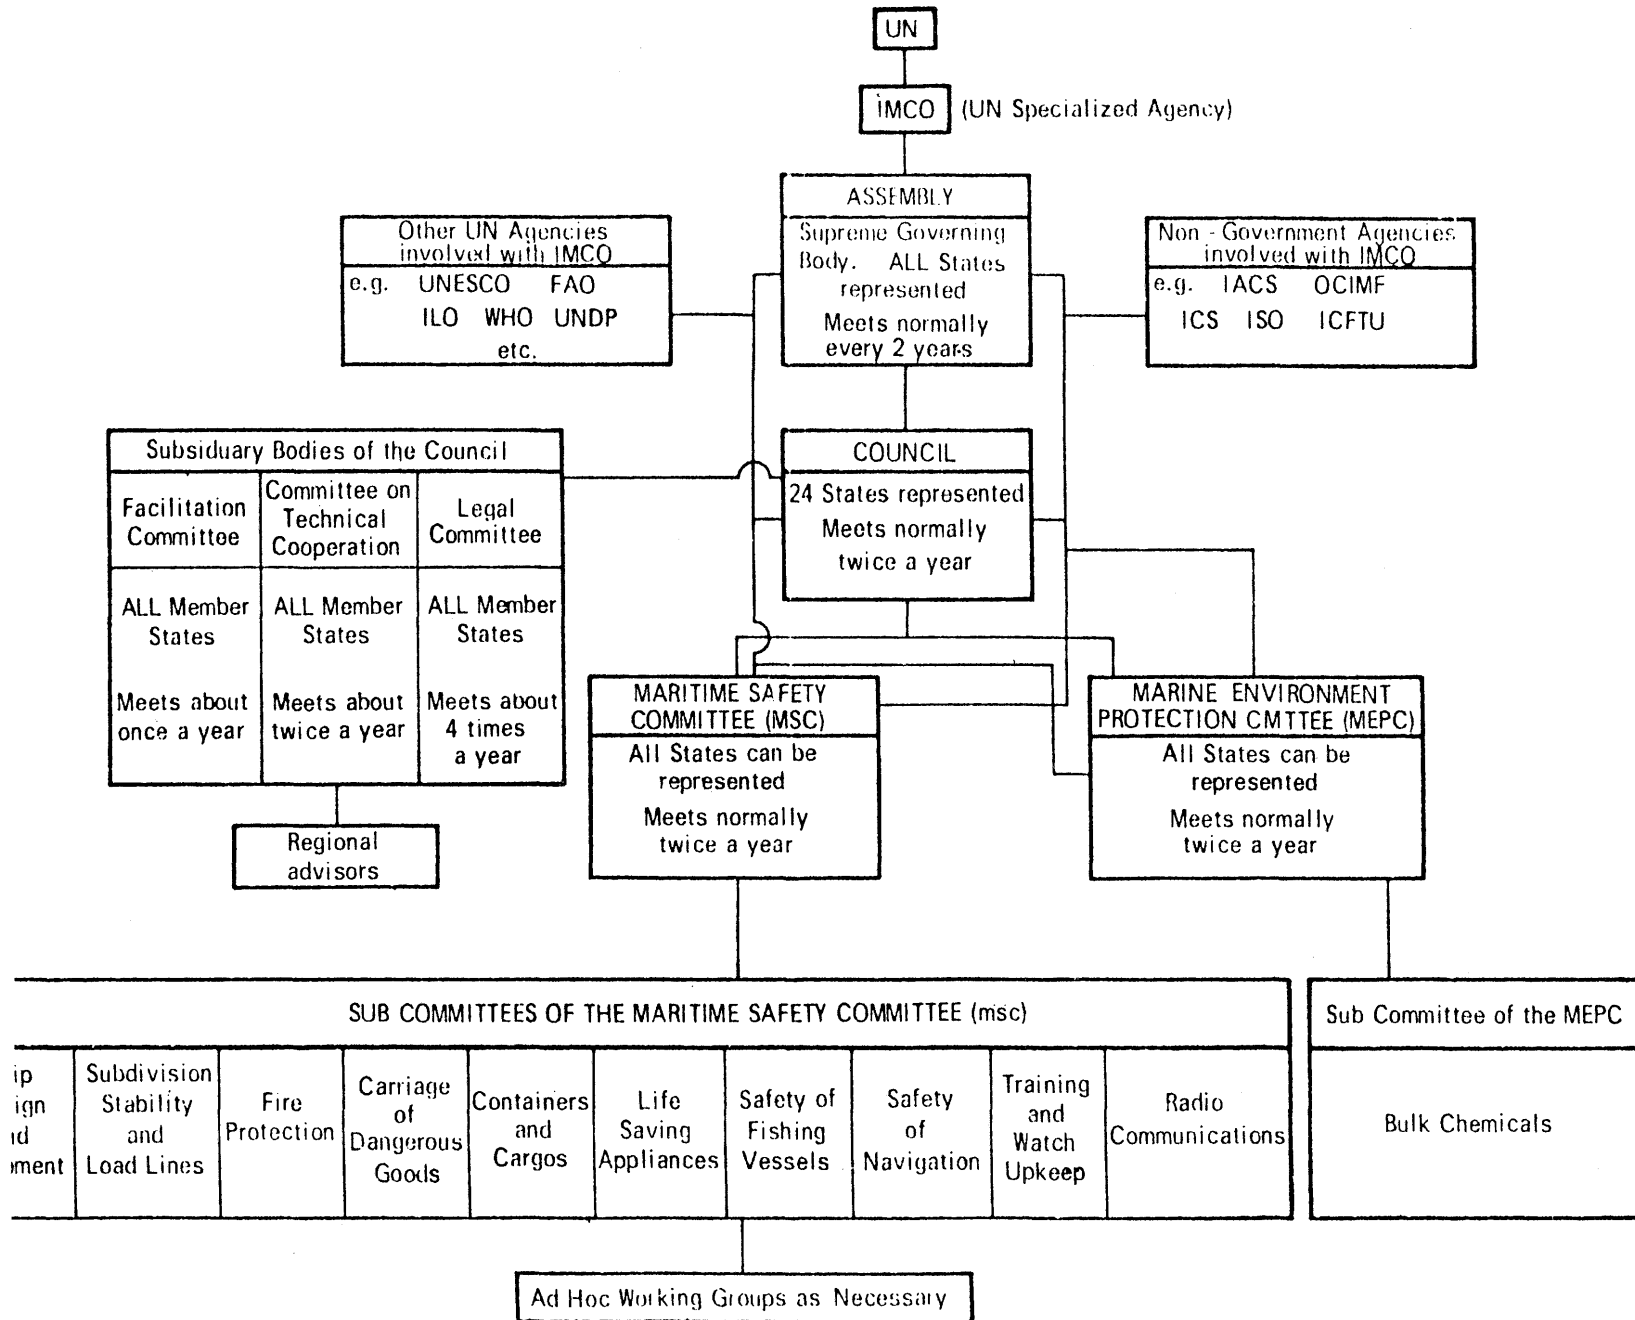 UN
IMCO (UN Specialized Agency)
ASSEMBLY
Supreme Governing
Body. ALL States
represented
Meets normally
every 2 years
Other UN Agencies
involved with IMCO
e.g. UNESCO FAO
ILO WHO UNDP
etc.
Non - Government Agencies
involved with IMCO
e.g. IACS OCIMF
ICS ISO ICFTU
Subsiduary Bodies of the Council
Facilitation
Committee
ALL Member
States
Meets about
once a year
Committee on
Technical
Cooperation
ALL Member
States
Meets about
twice a year
Legal
Committee
ALL Member
States
Meets about
4 times
a year
Regional
advisors
COUNCIL
24 States represented
Meets normally
twice a year
MARITIME SAFETY
COMMITTEE (MSC)
All States can be
represented
Meets normally
twice a year
MARINE ENVIRONMENT
PROTECTION CMTTEE (MEPC)
All States can be
represented
Meets normally
twice a year
SUB COMMITTEES OF THE MARITIME SAFETY COMMITTEE (msc)
ip
ign
nd
ment
Subdivision
Stability
and
Load Lines
Fire
Protection
Carriage
of
Dangerous
Goods
Containers
and
Cargos
Life
Saving
Appliances
Safety of
Fishing
Vessels
Safety
of
Navigation
Training
and
Watch
Upkeep
Radio
Communications
Sub Committee of the MEPC
Bulk Chemicals
Ad Hoc Working Groups as Necessary